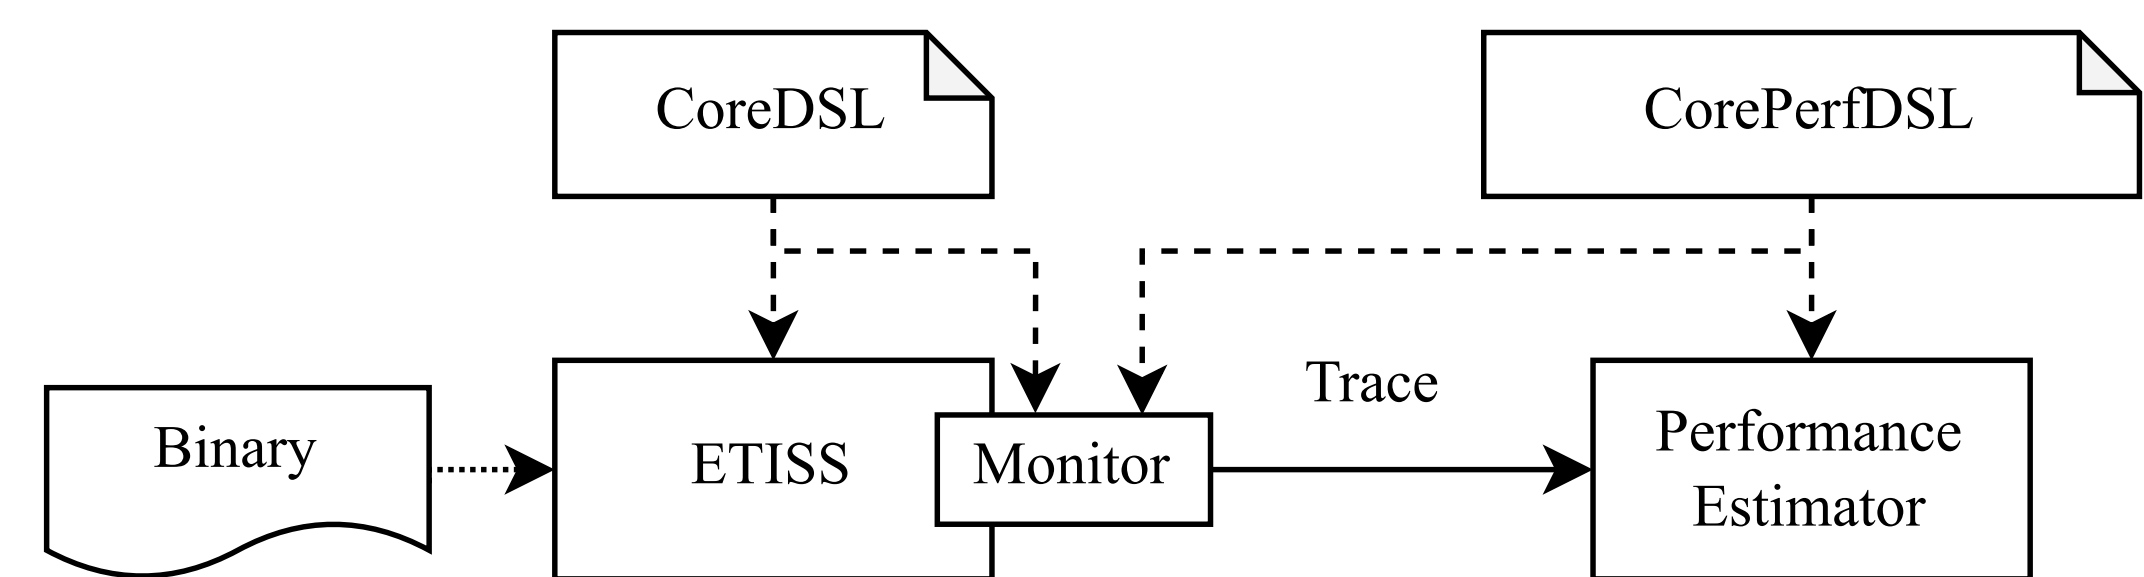 CoreDSL
CorePerfDSL
Trace
Binary
ETISS
Monitor
Performance
Estimator